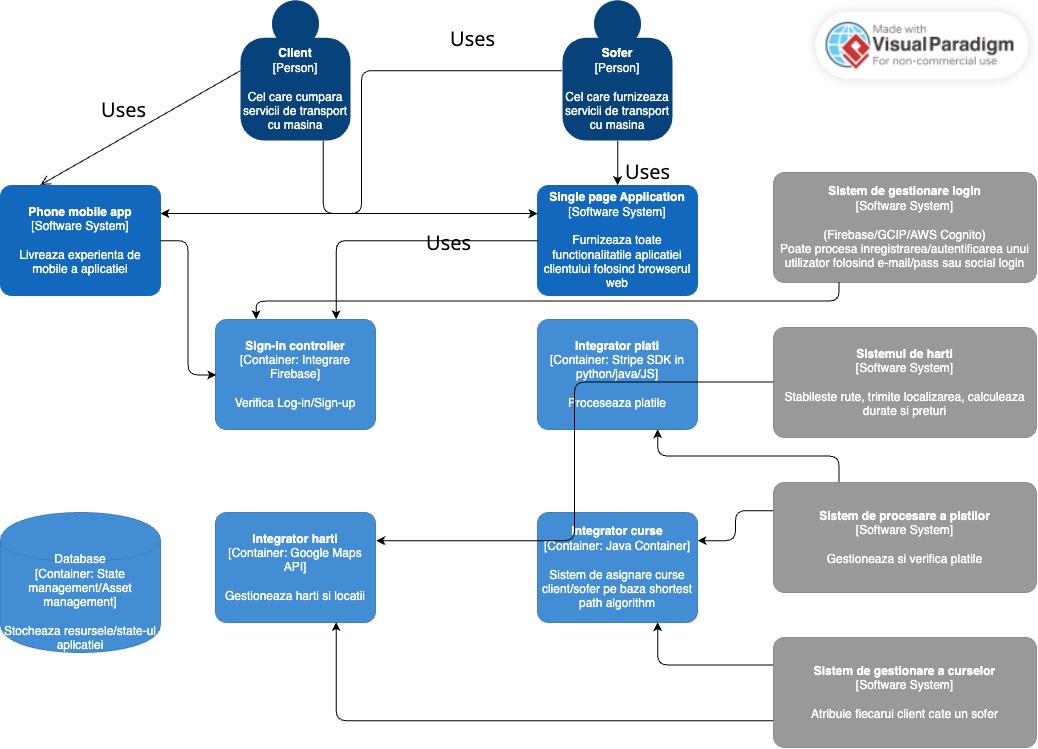 Client
[Person]
Cel care cumpara
servicii de transport
cu masina
Uses
Sofer
[Person]
Cel care furnizeaza
servicii de transport
cu masina
Made with
Visual Paradigm
For non-commercial use
Uses
Uses
Phone mobile app
[Software System]
Livreaza experienta de
mobile a aplicatiei
Single page Application
[Software System]
Furnizeaza toate
functionalitatile aplicatiei
clientului folosind browserul
web
Uses
Sistem de gestionare login
[Software System]
(Firebase/GCIP/AWS Cognito)
Poate procesa inregistrarea/autentificarea unui
utilizator folosind e-mail/pass sau social login
Sign-in controller
[Container: Integrare
Firebase]
Verifica Log-in/Sign-up
Integrator plati
[Container: Stripe SDK in
python/java/JS]
Proceseaza platile
Sistemul de harti
[Software System]
Stabileste rute, trimite localizarea, calculeaza
durate si preturi
Database
[Container: State
management/Asset
management]
Stocheaza resursele/state-ul
aplicatiei
Integrator harti
[Container: Google Maps
API]
Gestioneaza harti si locatii
Integrator curse
[Container: Java Container]
Sistem de asignare curse
client/sofer pe baza shortest
path algorithm
Sistem de procesare a platilor
[Software System]
Gestioneaza si verifica platile
Sistem de gestionare a curselor
[Software System]
Atribuie fiecarui client cate un sofer